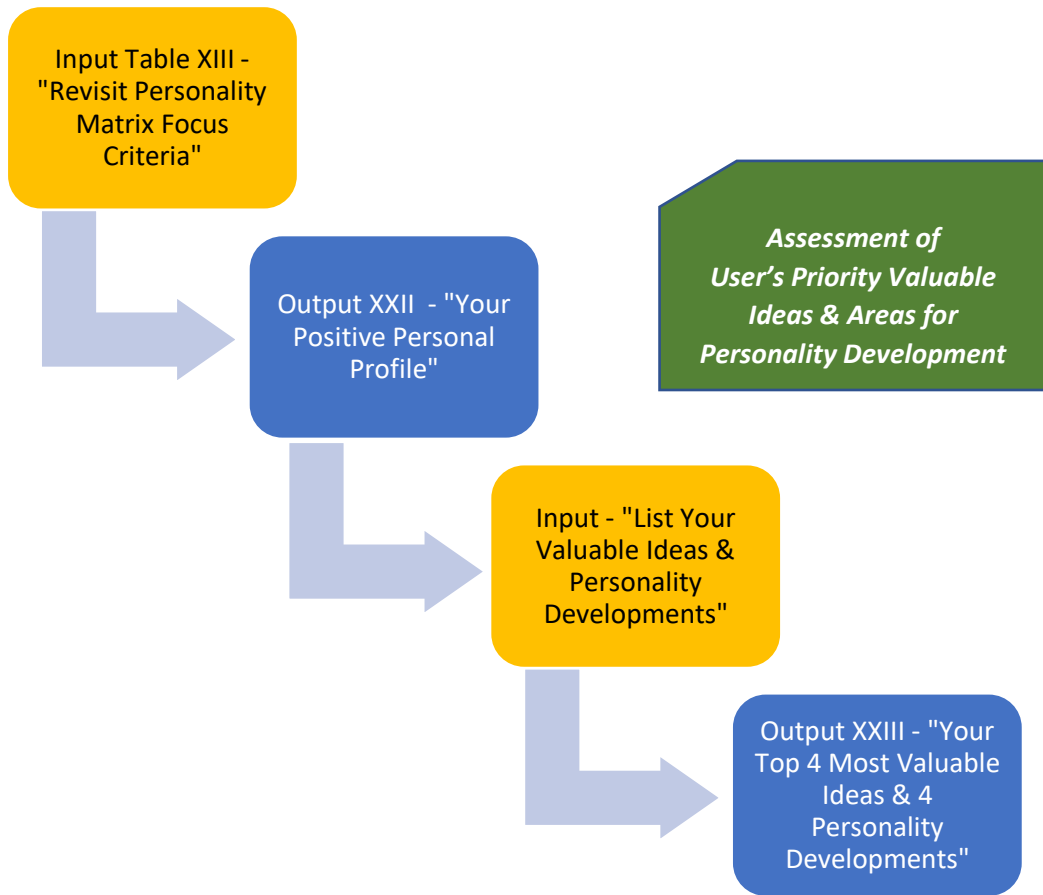 Input Table XIII -
"Revisit Personality
Matrix Focus
Criteria"
Assessment of
User’s Priority Valuable
Ideas & Areas for
Personality Development
Output XXII  - "Your
Positive Personal
Profile"
Input - "List Your
Valuable Ideas &
Personality
Developments"
Output XXIII - "Your
Top 4 Most Valuable
Ideas & 4
Personality
Developments"